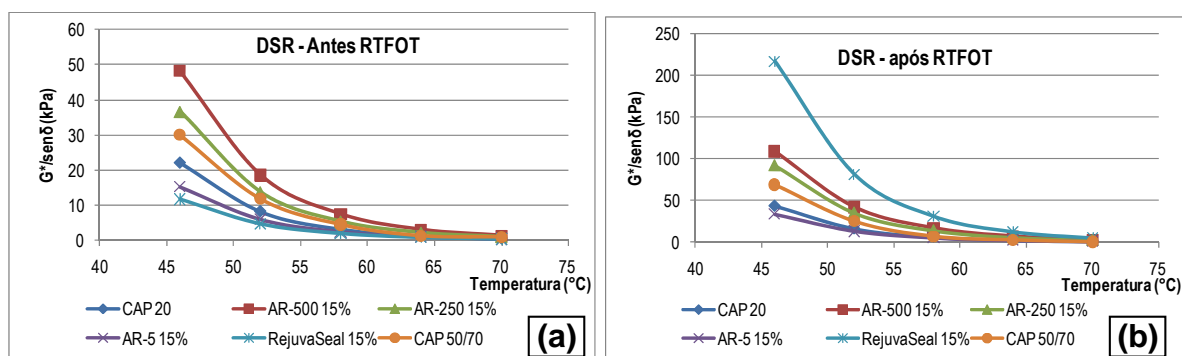 DSR - Antes RTFOT
G*/senδ (kPa)
60
50
40
30
20
10
0
40 45 50 55 60 65 70 75
Temperatura (°C)
CAP 20 AR-500 15% AR-250 15%
AR-5 15% RejuvaSeal 15% CAP 50/70
(a)
DSR - após RTFOT
G*/senδ (kPa)
250
200
150
100
50
0
40 45 50 55 60 65 70 75
Temperatura (°C)
CAP 20 AR-500 15% AR-250 15%
AR-5 15% RejuvaSeal 15% CAP 50/70
(b)